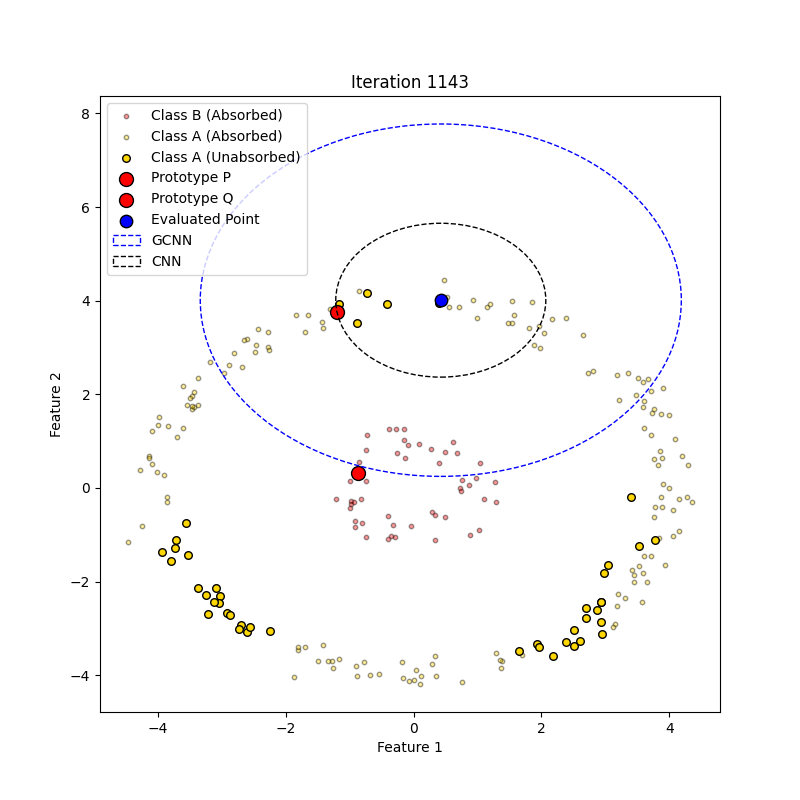 Iteration 1143
Class B (Absorbed)
Class A (Absorbed)
Class A (Unabsorbed)
Prototype P
Prototype Q
Evaluated Point
GCNN
CNN
8
6
4
2
0
−2
−4
Feature 2
−4 −2 0 2 4
Feature 1